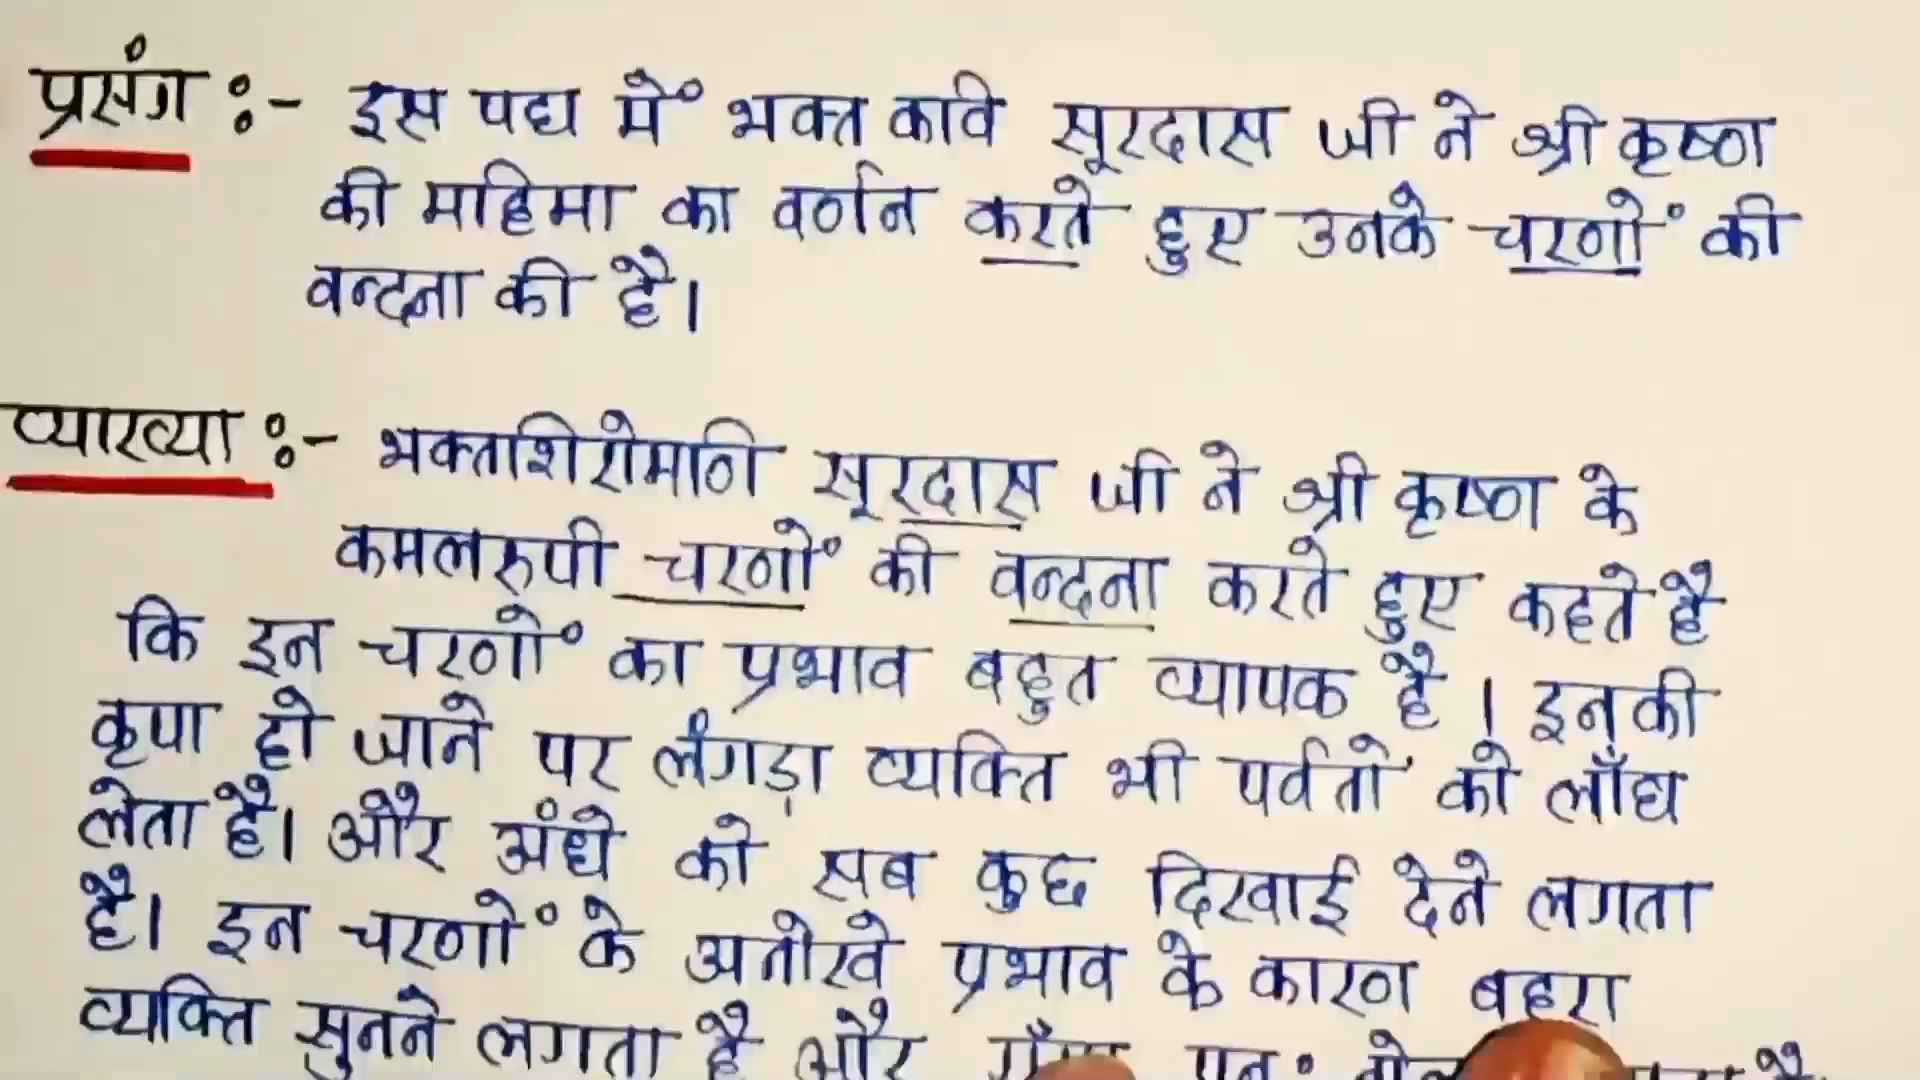 प्रसंग :- इस पद्य में भक्त कवि सूरदास जी ने श्री कृष्ण
की महिमा का वर्णन करते हुए उनके चरणों की
वन्दना की है।
व्याख्या :- भक्तशिरोमणि सूरदास जी ने श्री कृष्ण के
कमलरुपी चरणों की वन्दना करते हुए कहते है
कि इन चरणों का प्रभाव बहुत व्यापक है। इनकी
कृपा हो जाने पर लंगड़ा व्यक्ति भी पर्वतों को लाँघ
लेता है। और अंधे को सब कुछ दिखाई देने लगता
है। इन चरणों के अनोखे प्रभाव के कारण बहरा
व्यक्ति सुनने लगता है और